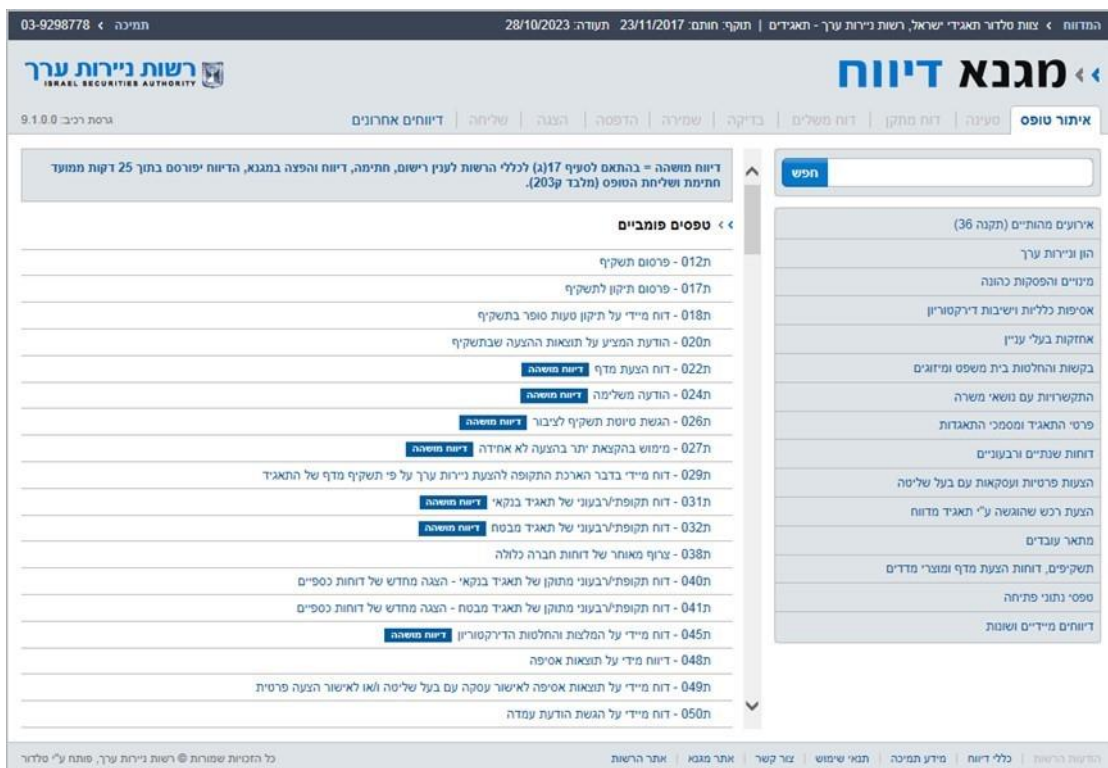 המדווח › צוות טלדור תאגידי ישראל, רשות ניירות ערך - תאגידים | תוקף: חותם: 23/11/2017 תעודה: 28/10/2023
תמיכה › 03-9298778
מגנא דיווח
רשות ניירות ערך
ISRAEL SECURITIES AUTHORITY
איתור טופס | טעינה | דוח מתקן | דוח משלים | בדיקה | שמירה | הדפסה | הצגה | שליחה | דיווחים אחרונים
גרסת רכיב: 9.1.0.0
חפש
אירועים מהותיים (תקנה 36)
הון וניירות ערך
מינויים והפסקות כהונה
אסיפות כלליות וישיבות דירקטוריון
אחזקות בעלי עניין
בקשות והחלטות בית משפט ומיזוגים
התקשרויות עם נושאי משרה
פרטי התאגיד ומסמכי התאגדות
דוחות שנתיים ורבעוניים
הצעות פרטיות ועסקאות עם בעל שליטה
הצעת רכש שהוגשה ע"י תאגיד מדווח
מתאר עובדים
תשקיפים, דוחות הצעת מדף ומוצרי מדדים
טפסי נתוני פתיחה
דיווחים מיידיים ושונות
דיווח מושהה = בהתאם לסעיף 17(ג) לכללי הרשות לענין רישום, חתימה, דיווח והפצה במגנא, הדיווח יפורסם בתוך 25 דקות ממועד
חתימת ושליחת הטופס (מלבד ק203).
טפסים פומביים
ת012 - פרסום תשקיף
ת017 - פרסום תיקון לתשקיף
ת018 - דוח מיידי על תיקון טעות סופר בתשקיף
ת020 - הודעת המציע על תוצאות ההצעה שבתשקיף
ת022 - דוח הצעת מדף דיווח מושהה
ת024 - הודעה משלימה דיווח מושהה
ת026 - הגשת טיוטת תשקיף לציבור דיווח מושהה
ת027 - מימוש בהקצאת יתר בהצעה לא אחידה דיווח מושהה
ת029 - דוח מיידי בדבר הארכת התקופה להצעת ניירות ערך על פי תשקיף מדף של התאגיד
ת031 - דוח תקופתי/רבעוני של תאגיד בנקאי דיווח מושהה
ת032 - דוח תקופתי/רבעוני של תאגיד מבטח דיווח מושהה
ת038 - צרוף מאוחר של דוחות חברה כלולה
ת040 - דוח תקופתי/רבעוני מתוקן של תאגיד בנקאי - הצגה מחדש של דוחות כספיים
ת041 - דוח תקופתי/רבעוני מתוקן של תאגיד מבטח - הצגה מחדש של דוחות כספיים
ת045 - דוח מיידי על המלצות והחלטות הדירקטוריון דיווח מושהה
ת048 - דיווח מידי על תוצאות אסיפה
ת049 - דוח מיידי על תוצאות אסיפה לאישור עסקה עם בעל שליטה ו/או לאישור הצעה פרטית
ת050 - דוח מיידי על הגשת הודעת עמדה
הודעות הרשות | כללי דיווח | מידע תמיכה | תנאי שימוש | צור קשר | אתר מגנא | אתר הרשות
כל הזכויות שמורות © רשות ניירות ערך, פותח ע"י טלדור